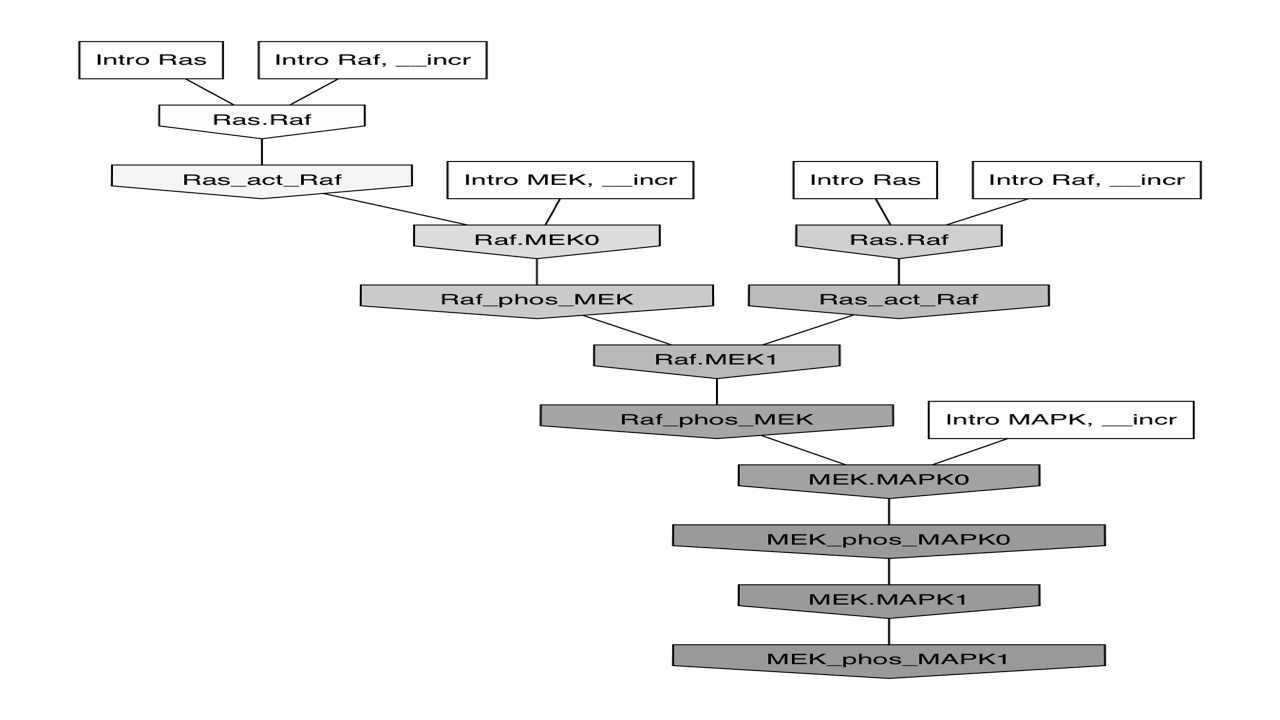 Intro Ras
Intro Raf, __incr
Ras.Raf
Ras_act_Raf
Intro MEK, __incr
Intro Ras
Intro Raf, __incr
Raf.MEK0
Ras.Raf
Raf_phos_MEK
Ras_act_Raf
Raf.MEK1
Raf_phos_MEK
Intro MAPK, __incr
MEK.MAPK0
MEK_phos_MAPK0
MEK.MAPK1
MEK_phos_MAPK1